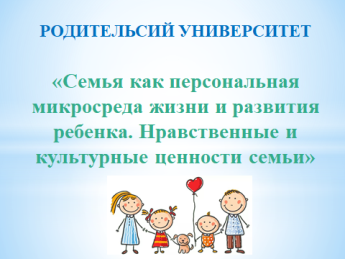 РОДИТЕЛЬСИЙ УНИВЕРСИТЕТ
«Семья как персональная
микросреда жизни и развития
ребенка. Нравственные и
культурные ценности семьи»